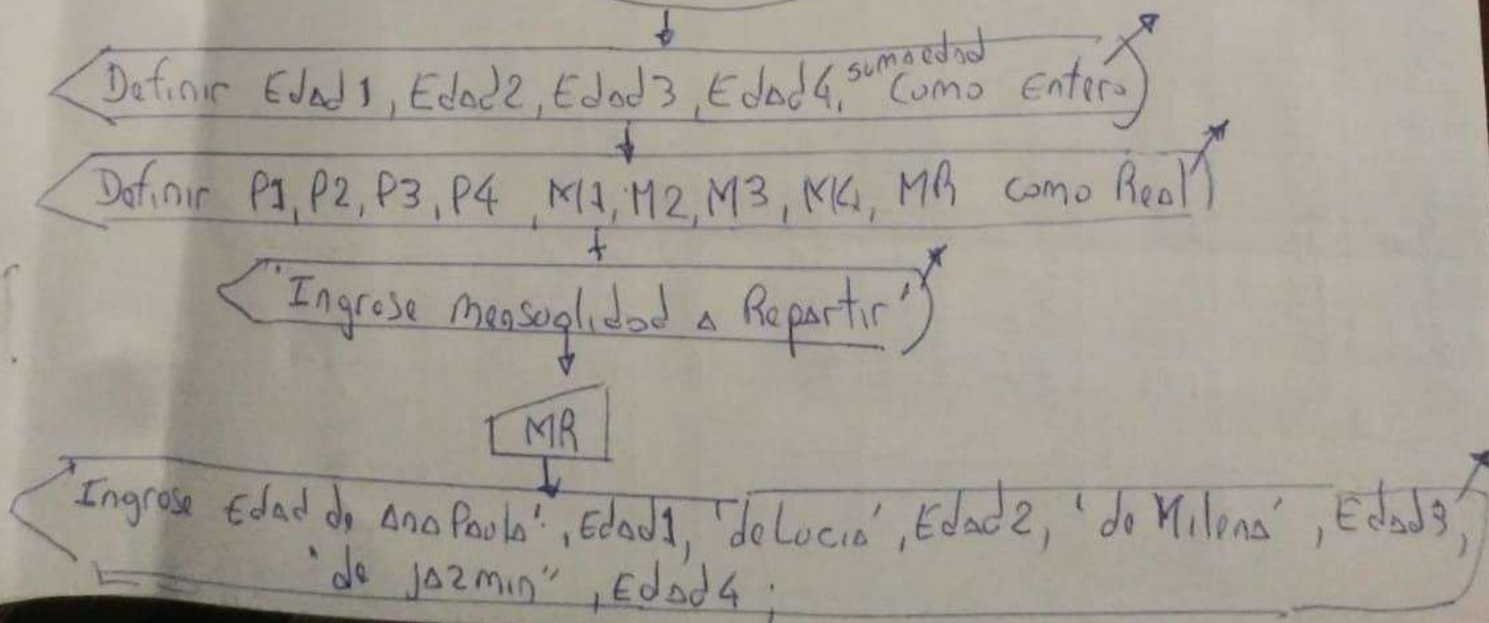 Definir Edad1, Edad2, Edad3, Edad4, sumaedad Como Entero
Definir P1, P2, P3, P4, M1, M2, M3, M4, MR como Real
'Ingrese mensualidad a Repartir'
MR
Ingrese Edad de Ana Paula', Edad1, 'de Lucia', Edad2, 'de Milena', Edad3,
"de jazmin", Edad4;